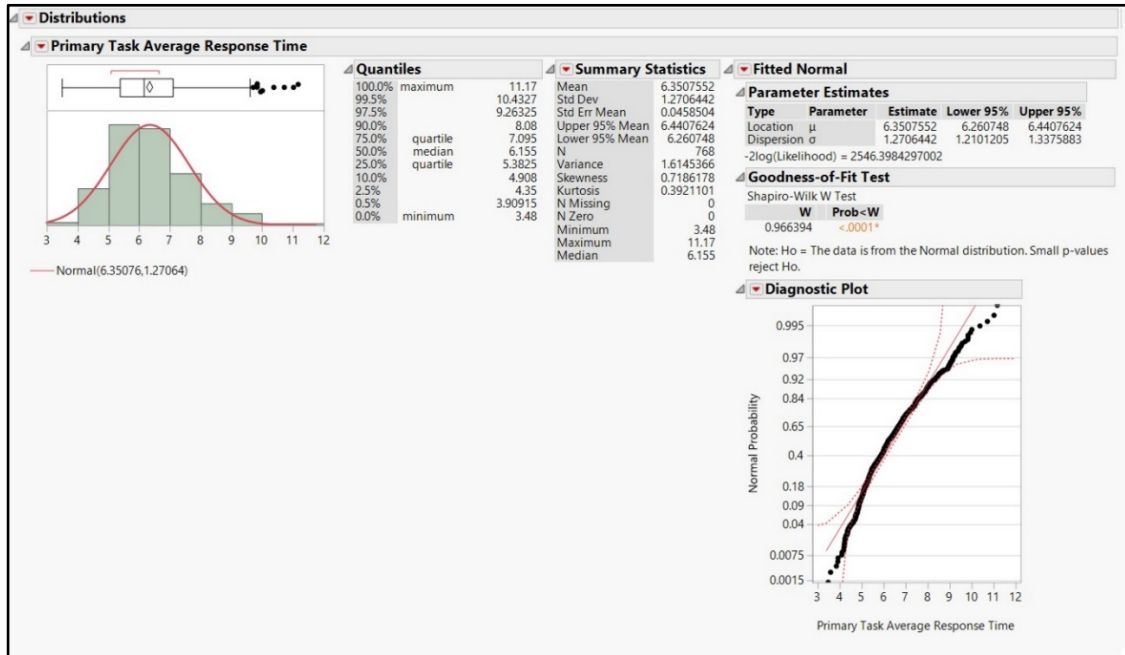 Distributions
Primary Task Average Response Time
3 4 5 6 7 8 9 10 11 12
Normal(6.35076,1.27064)
Quantiles
100.0% maximum 11.17
99.5% 10.4327
97.5% 9.26325
90.0% 8.08
75.0% quartile 7.095
50.0% median 6.155
25.0% quartile 5.3825
10.0% 4.908
2.5% 4.35
0.5% 3.90915
0.0% minimum 3.48
Summary Statistics
Mean 6.3507552
Std Dev 1.2706442
Std Err Mean 0.0458504
Upper 95% Mean 6.4407624
Lower 95% Mean 6.260748
N 768
Variance 1.6145366
Skewness 0.7186178
Kurtosis 0.3921101
N Missing 0
N Zero 0
Minimum 3.48
Maximum 11.17
Median 6.155
Fitted Normal
Parameter Estimates
Type Parameter Estimate Lower 95% Upper 95%
Location μ 6.3507552 6.260748 6.4407624
Dispersion σ 1.2706442 1.2101205 1.3375883
-2log(Likelihood) = 2546.3984297002
Goodness-of-Fit Test
Shapiro-Wilk W Test
W Prob<W
0.966394 <.0001*
Note: Ho = The data is from the Normal distribution. Small p-values
reject Ho.
Diagnostic Plot
Normal Probability
0.995
0.97
0.92
0.84
0.65
0.4
0.18
0.09
0.04
0.0075
0.0015
3 4 5 6 7 8 9 10 11 12
Primary Task Average Response Time